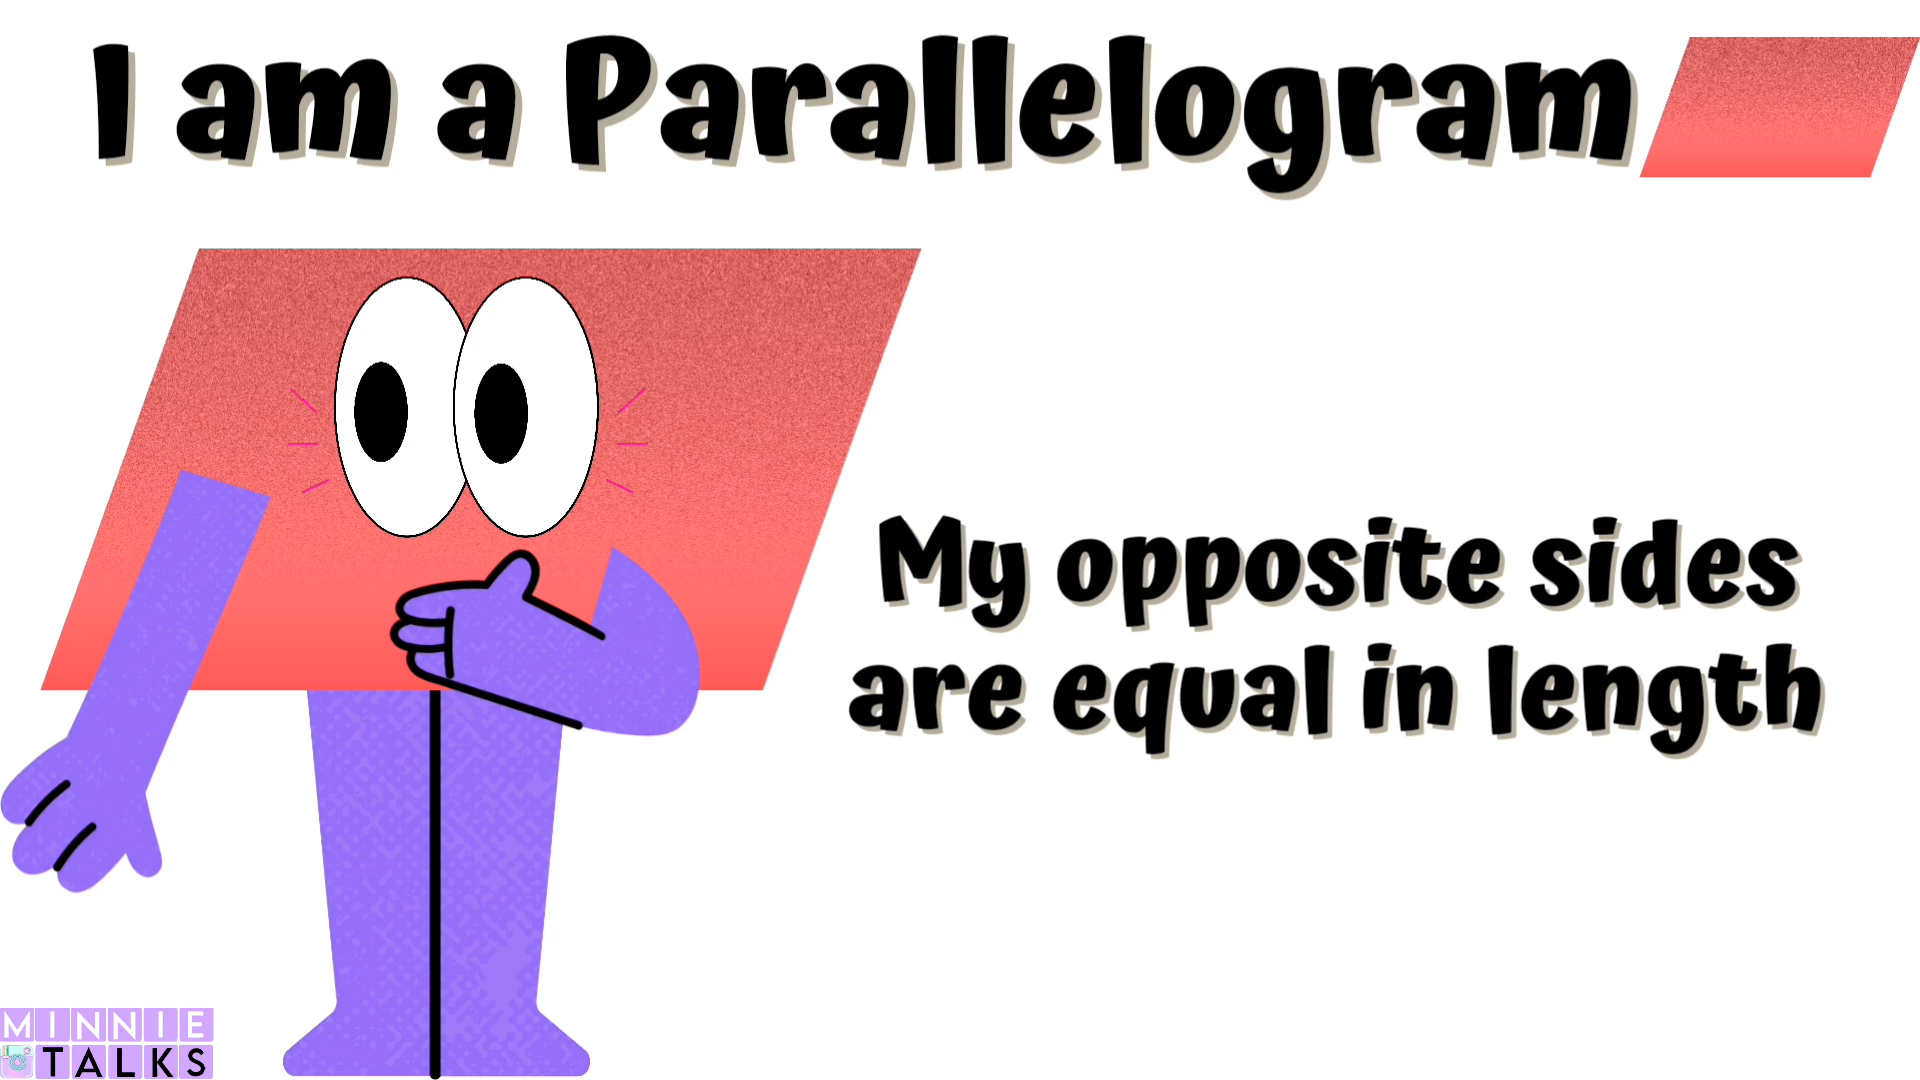 I am a Parallelogram
My opposite sides
are equal in length
MINNIE
TALKS